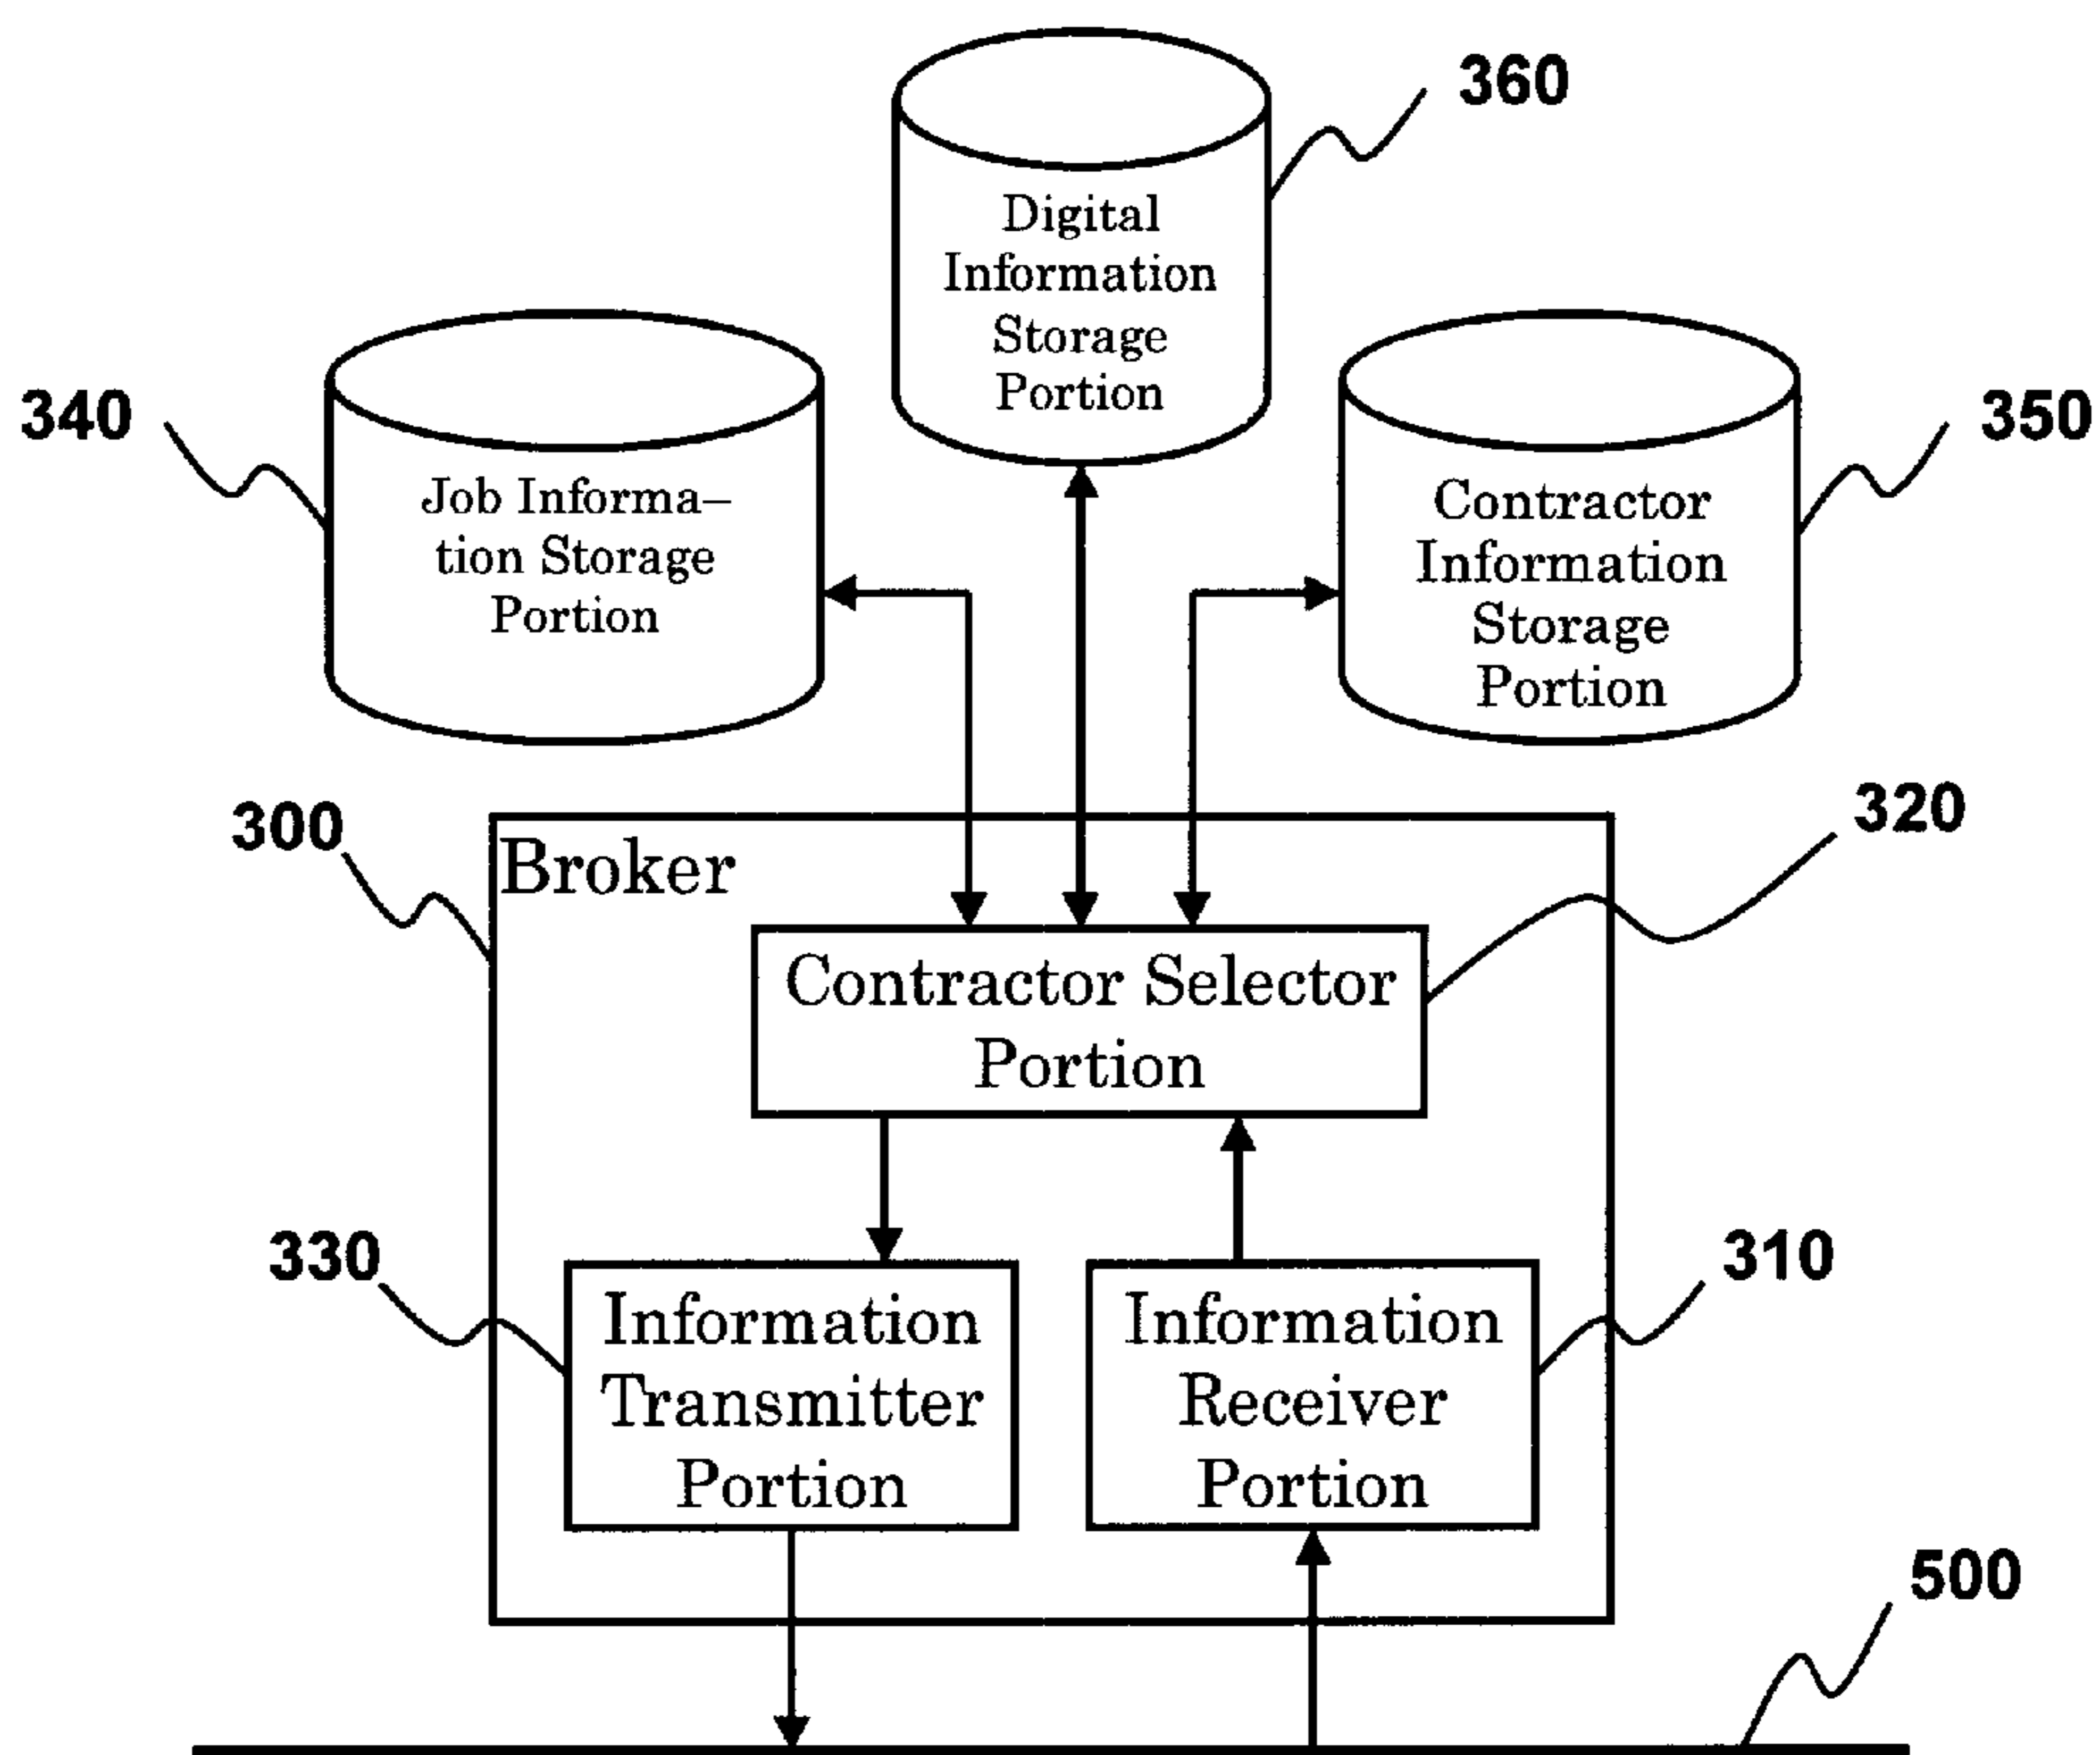 360
Digital
Information
Storage
Portion
340
Job Informa–
tion Storage
Portion
350
Contractor
Information
Storage
Portion
300
Broker
320
Contractor Selector
Portion
330
Information
Transmitter
Portion
310
Information
Receiver
Portion
500